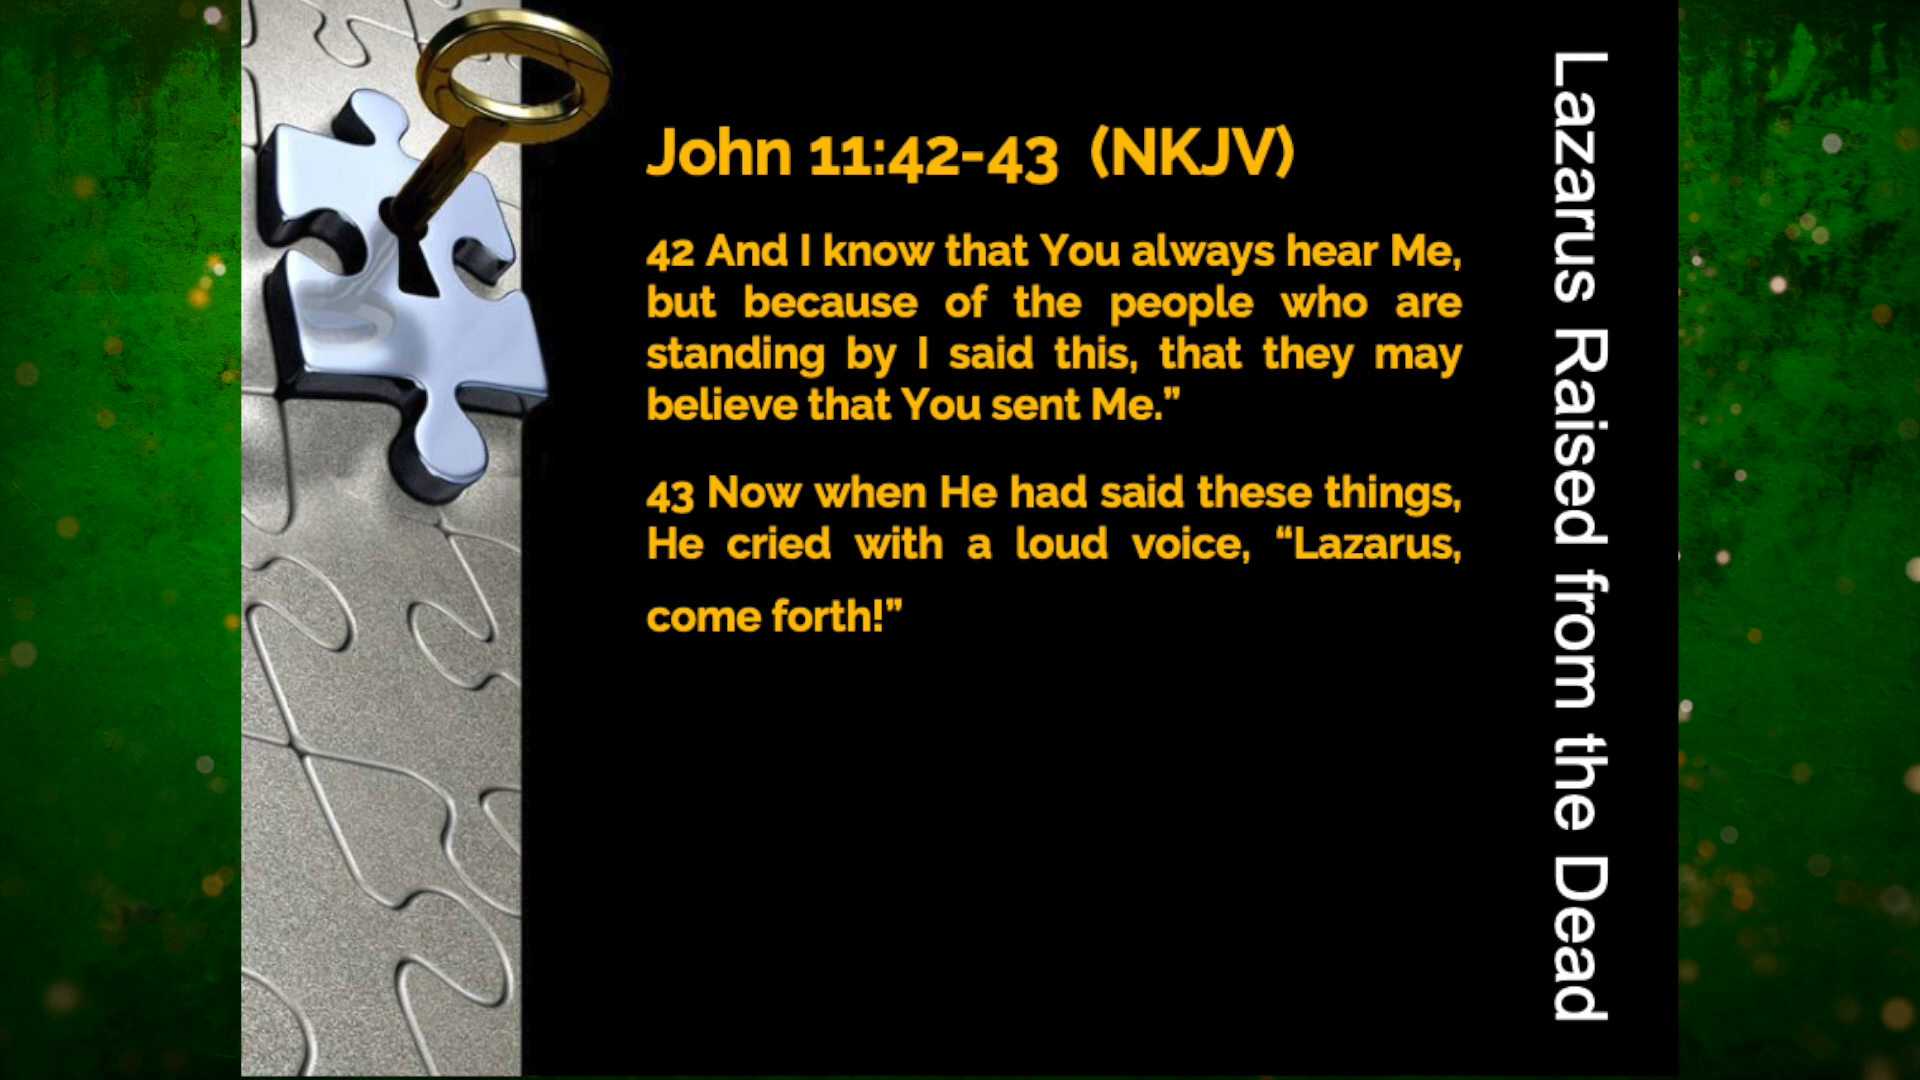 John 11:42-43 (NKJV)
42 And I know that You always hear Me,
but because of the people who are
standing by I said this, that they may
believe that You sent Me.”
43 Now when He had said these things,
He cried with a loud voice, “Lazarus,
come forth!”
Lazarus Raised from the Dead